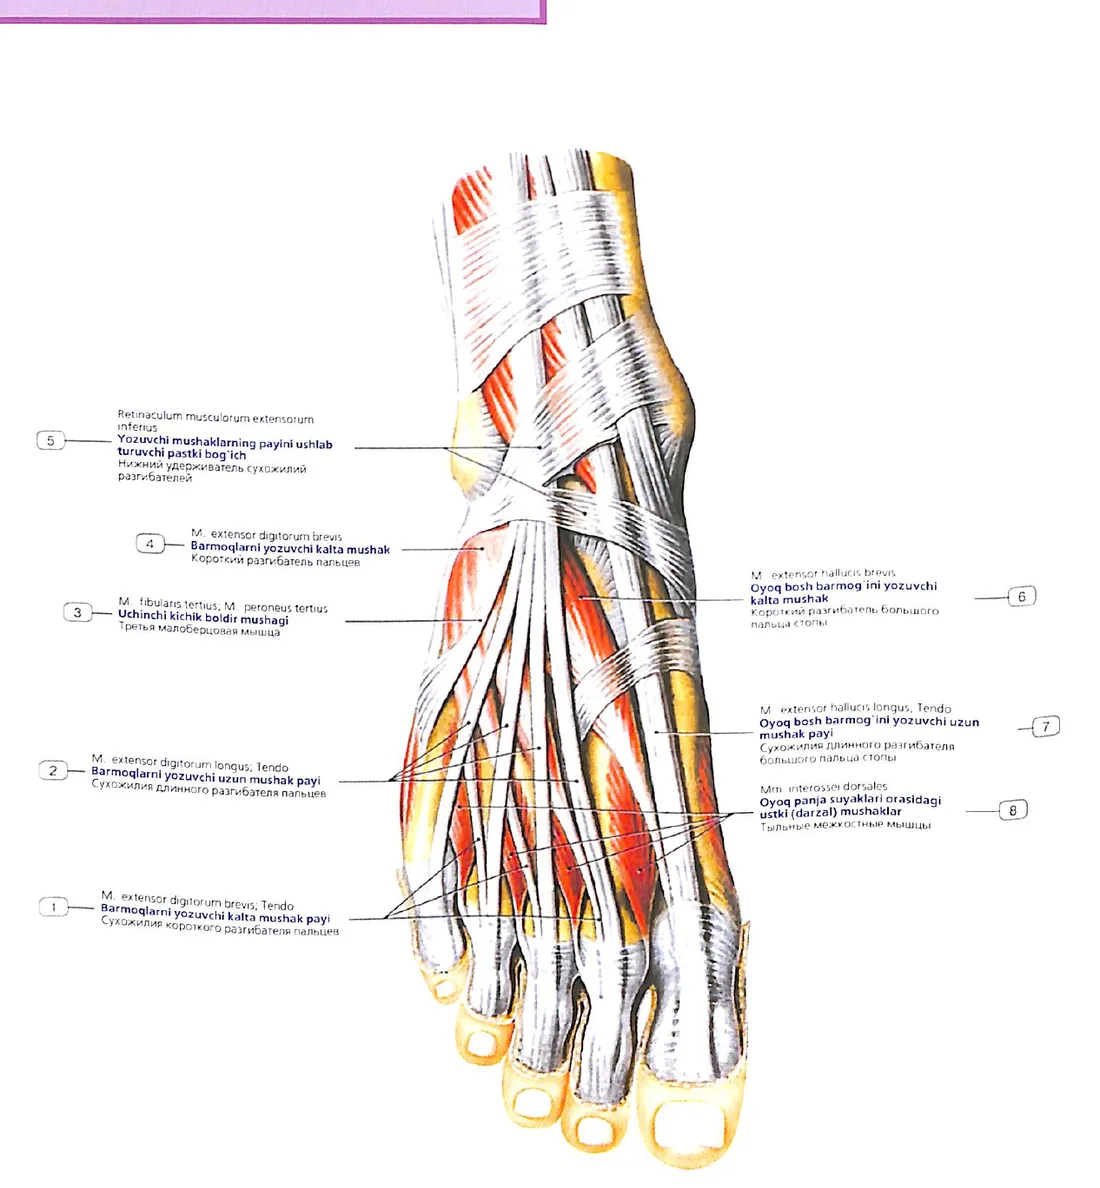 Retinaculum musculorum extensorum
inferius
5
Yozuvchi mushaklarning payini ushlab
turuvchi pastki bog`ich
Нижний удерживатель сухожилий
разгибателей
M. extensor digitorum brevis
4
Barmoqlarni yozuvchi kalta mushak
Короткий разгибатель пальцев
M. fibularis tertius; M. peroneus tertius
3
Uchinchi kichik boldir mushagi
Третья малоберцовая мышца
M. extensor digitorum longus; Tendo
2
Barmoqlarni yozuvchi uzun mushak payi
Сухожилия длинного разгибателя пальцев
M. extensor digitorum brevis; Tendo
1
Barmoqlarni yozuvchi kalta mushak payi
Сухожилия короткого разгибателя пальцев
M. extensor hallucis brevis
Oyoq bosh barmog`ini yozuvchi
kalta mushak
6
Короткий разгибатель большого
пальца стопы
M. extensor hallucis longus, Tendo
Oyoq bosh barmog`ini yozuvchi uzun
mushak payi
7
Сухожилия длинного разгибателя
большого пальца стопы
Mm. interossei dorsales
Oyoq panja suyaklari orasidagi
ustki (darzal) mushaklar
8
Тыльные межкостные мышцы